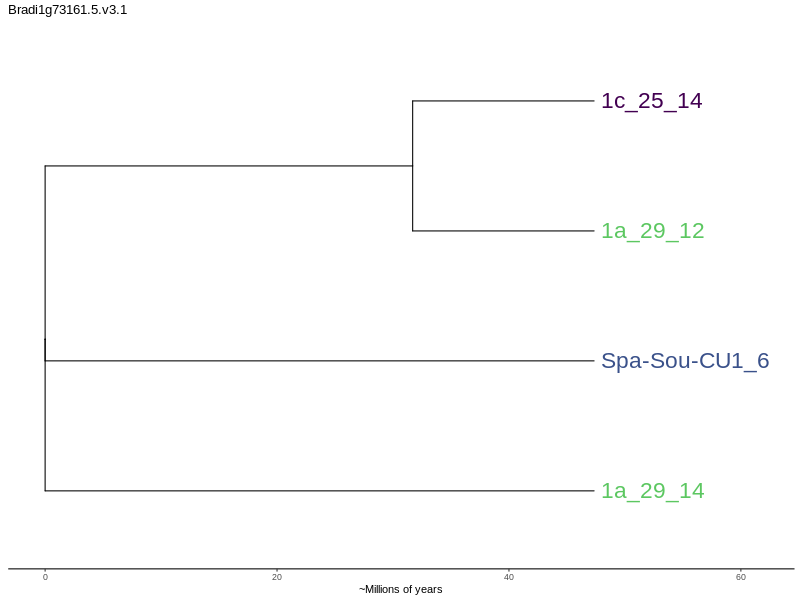 Bradi1g73161.5.v3.1
1c_25_14
1a_29_12
Spa-Sou-CU1_6
1a_29_14
0 20 40 60
~Millions of years